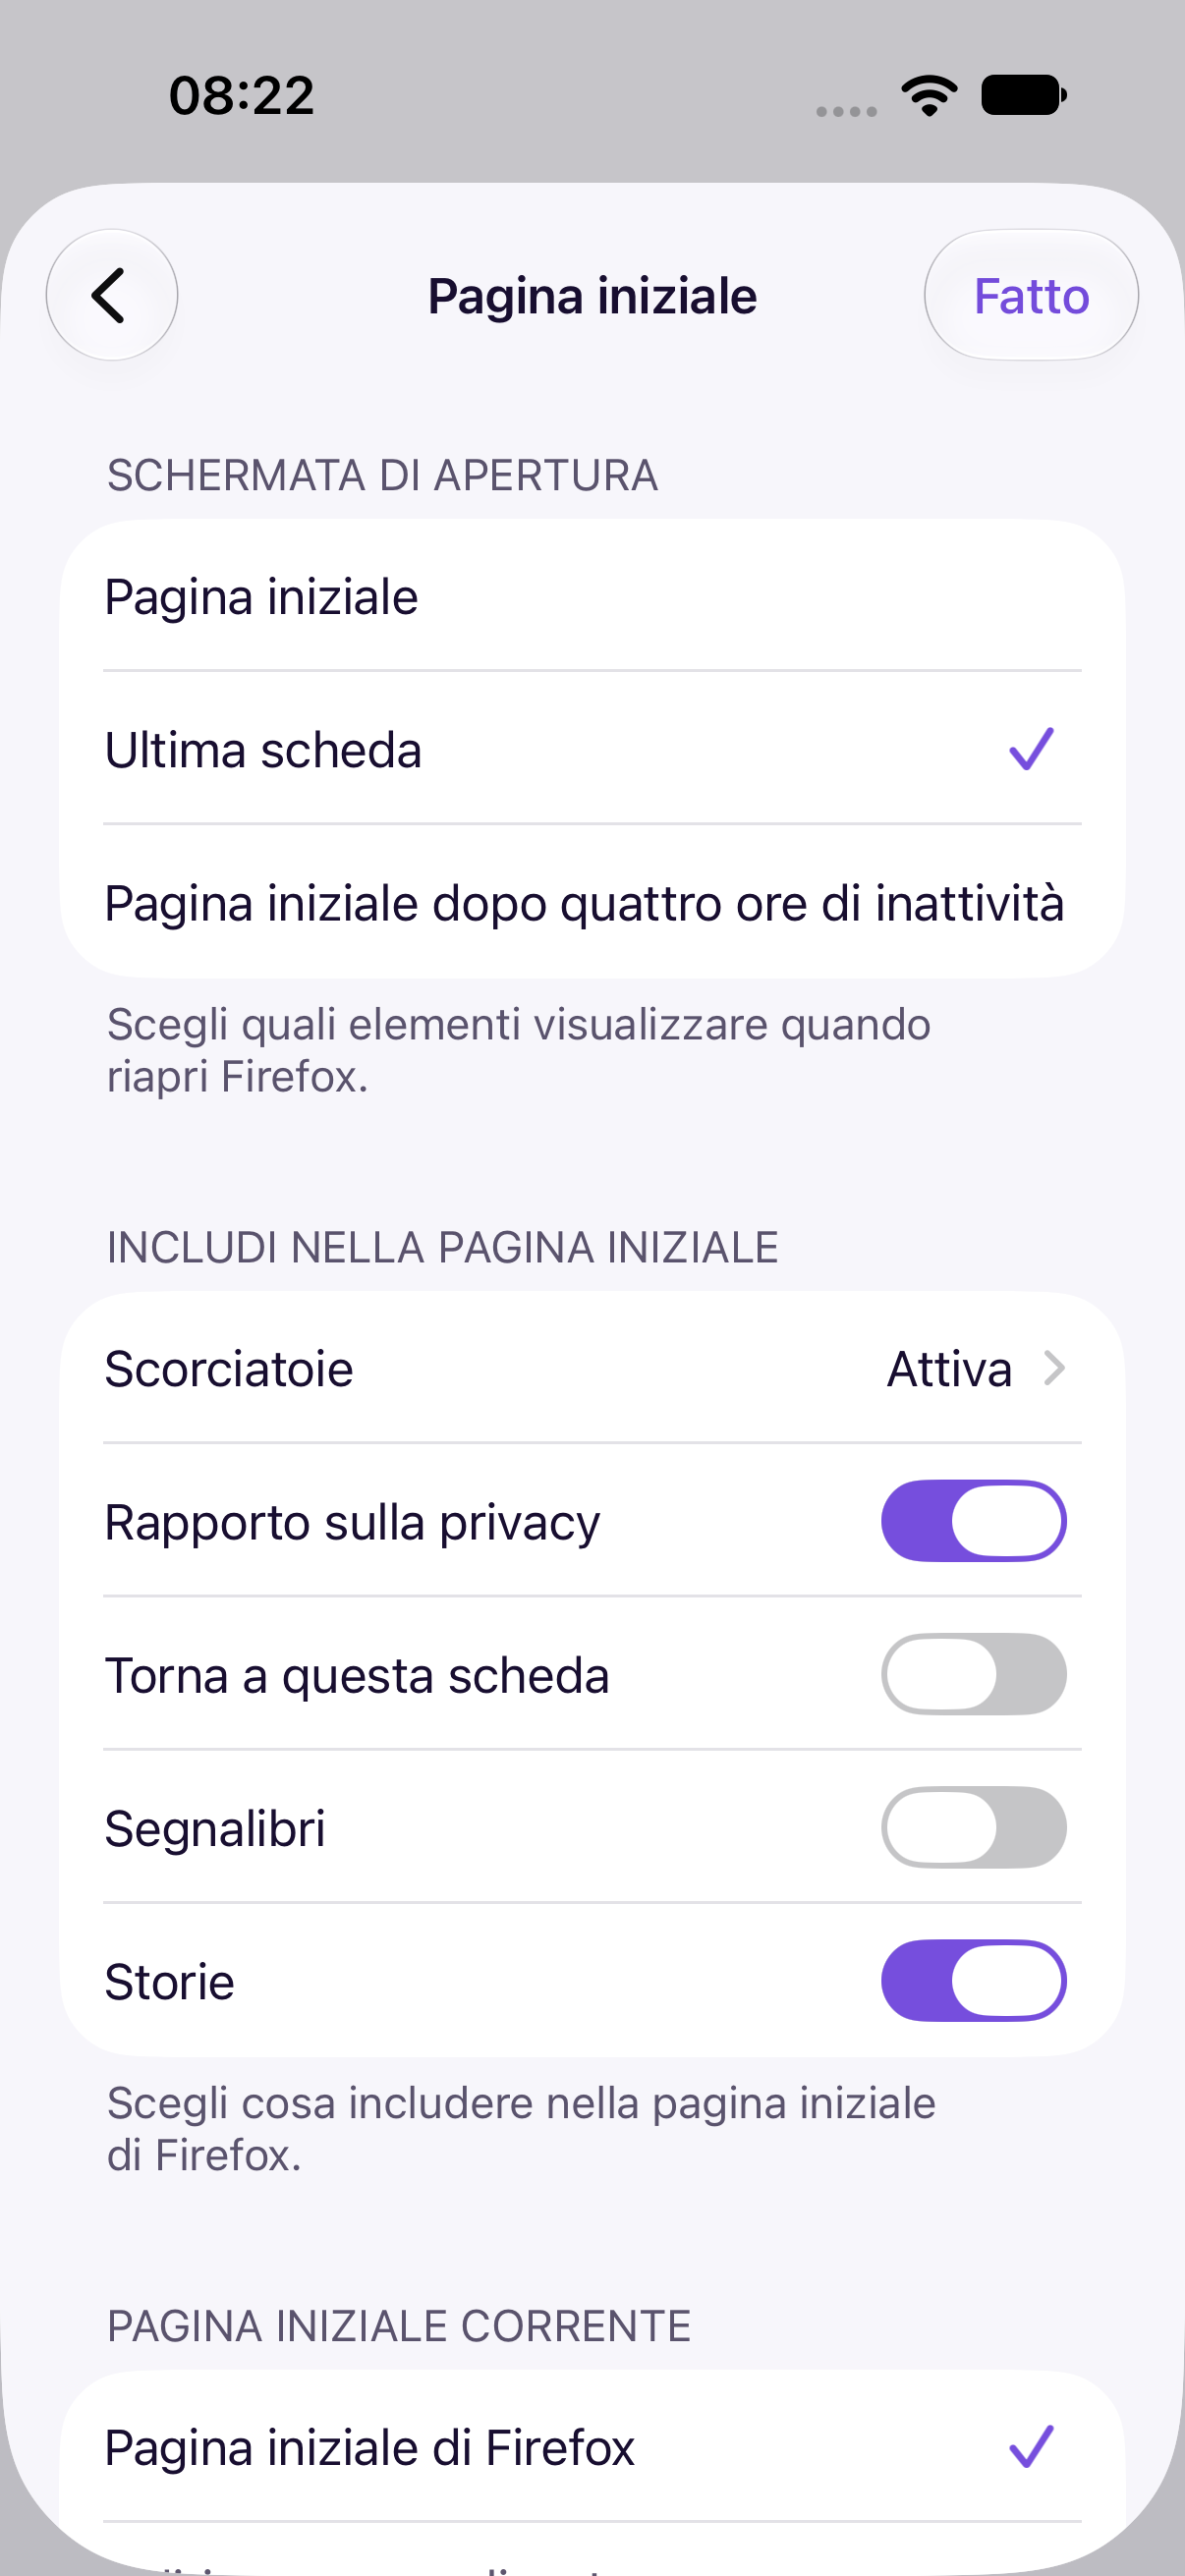 08:22
Pagina iniziale
Fatto
SCHERMATA DI APERTURA
Pagina iniziale
Ultima scheda
Pagina iniziale dopo quattro ore di inattività
Scegli quali elementi visualizzare quando
riapri Firefox.
INCLUDI NELLA PAGINA INIZIALE
Scorciatoie
Attiva
Rapporto sulla privacy
Torna a questa scheda
Segnalibri
Storie
Scegli cosa includere nella pagina iniziale
di Firefox.
PAGINA INIZIALE CORRENTE
Pagina iniziale di Firefox